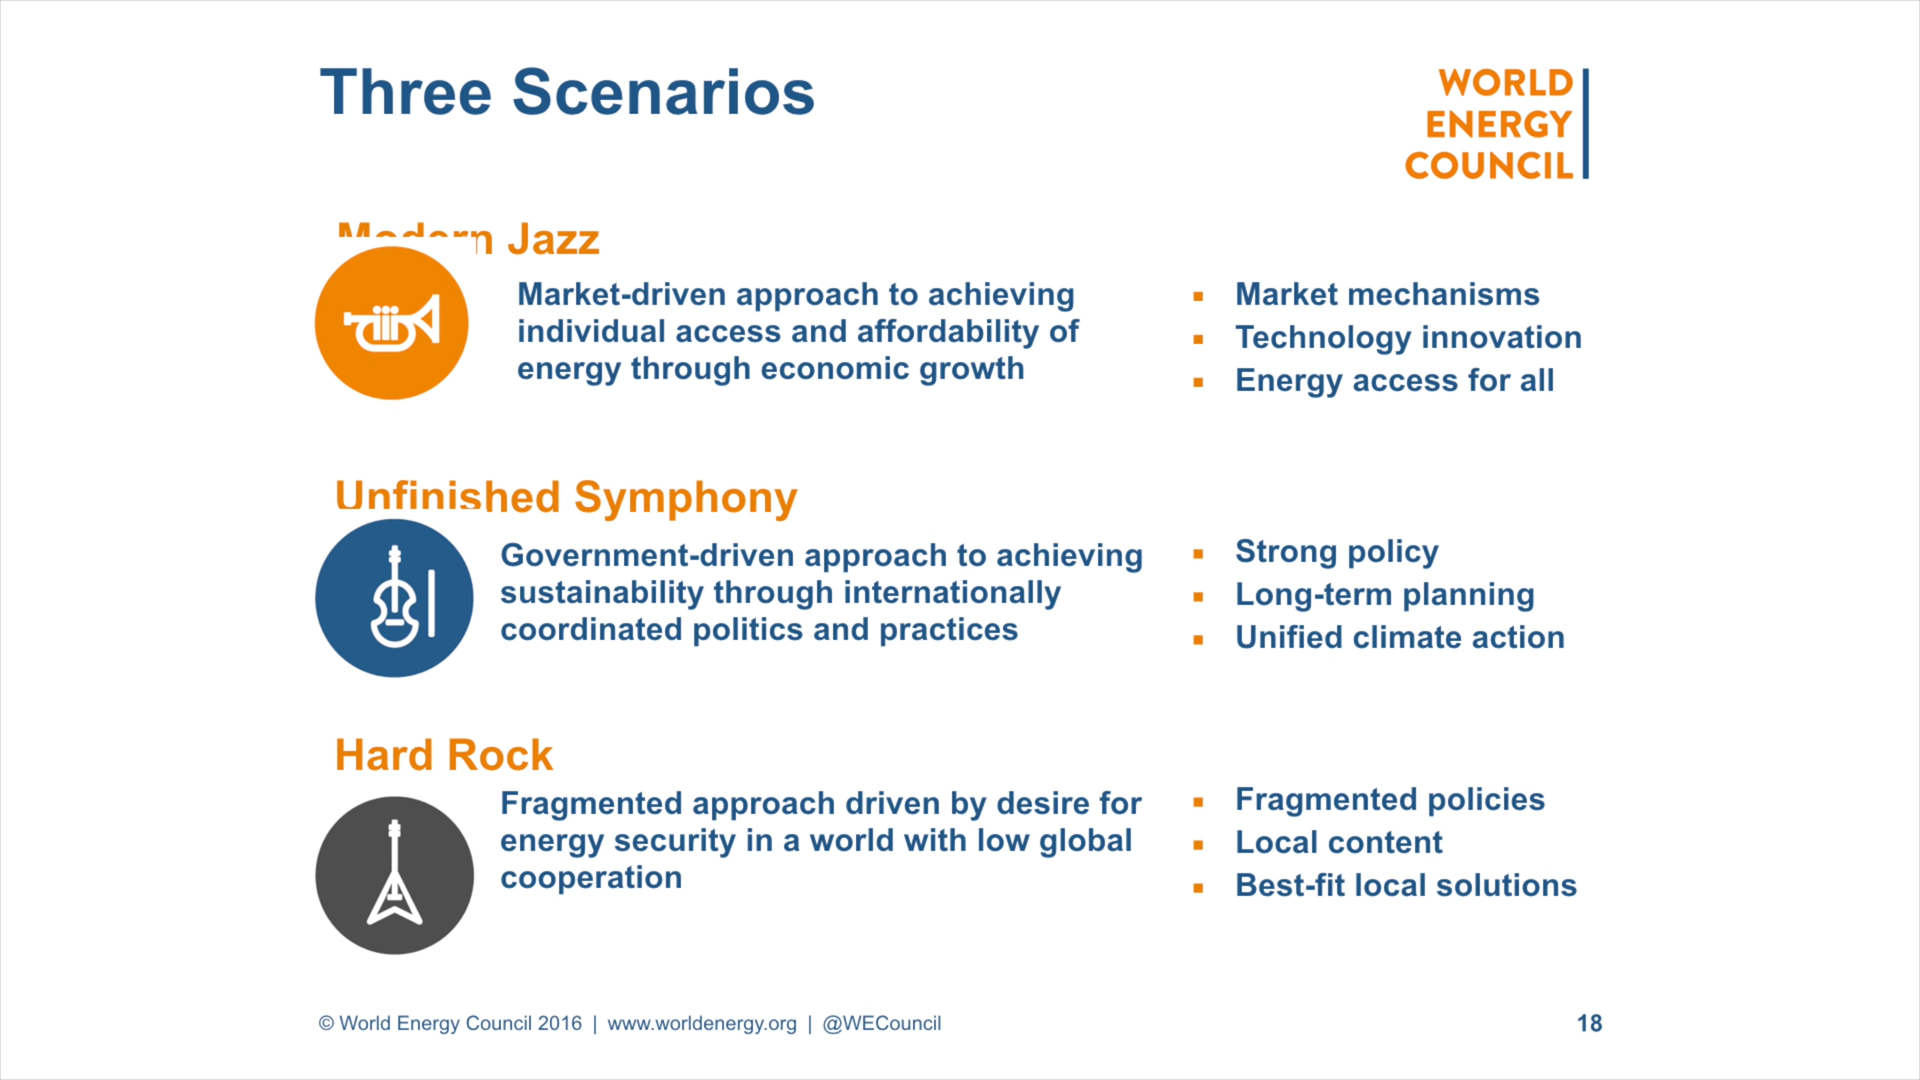 Three Scenarios
WORLD
ENERGY
COUNCIL
Modern Jazz
Market-driven approach to achieving
individual access and affordability of
energy through economic growth
▪ Market mechanisms
▪ Technology innovation
▪ Energy access for all
Unfinished Symphony
Government-driven approach to achieving
sustainability through internationally
coordinated politics and practices
▪ Strong policy
▪ Long-term planning
▪ Unified climate action
Hard Rock
Fragmented approach driven by desire for
energy security in a world with low global
cooperation
▪ Fragmented policies
▪ Local content
▪ Best-fit local solutions
© World Energy Council 2016 | www.worldenergy.org | @WECouncil
18